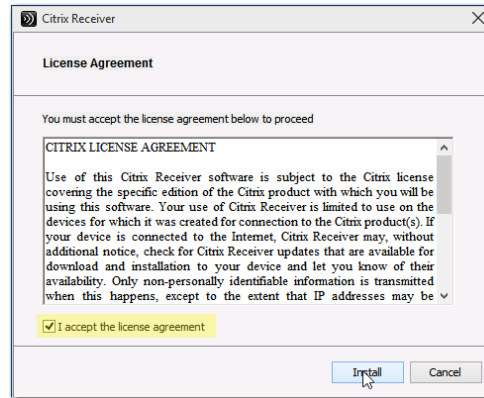 Citrix Receiver
License Agreement
You must accept the license agreement below to proceed
CITRIX LICENSE AGREEMENT
Use of this Citrix Receiver software is subject to the Citrix license
covering the specific edition of the Citrix product with which you will be
using this software. Your use of Citrix Receiver is limited to use on the
devices for which it was created for connection to the Citrix product(s). If
your device is connected to the Internet, Citrix Receiver may, without
additional notice, check for Citrix Receiver updates that are available for
download and installation to your device and let you know of their
availability. Only non-personally identifiable information is transmitted
when this happens, except to the extent that IP addresses may be
I accept the license agreement
Install Cancel